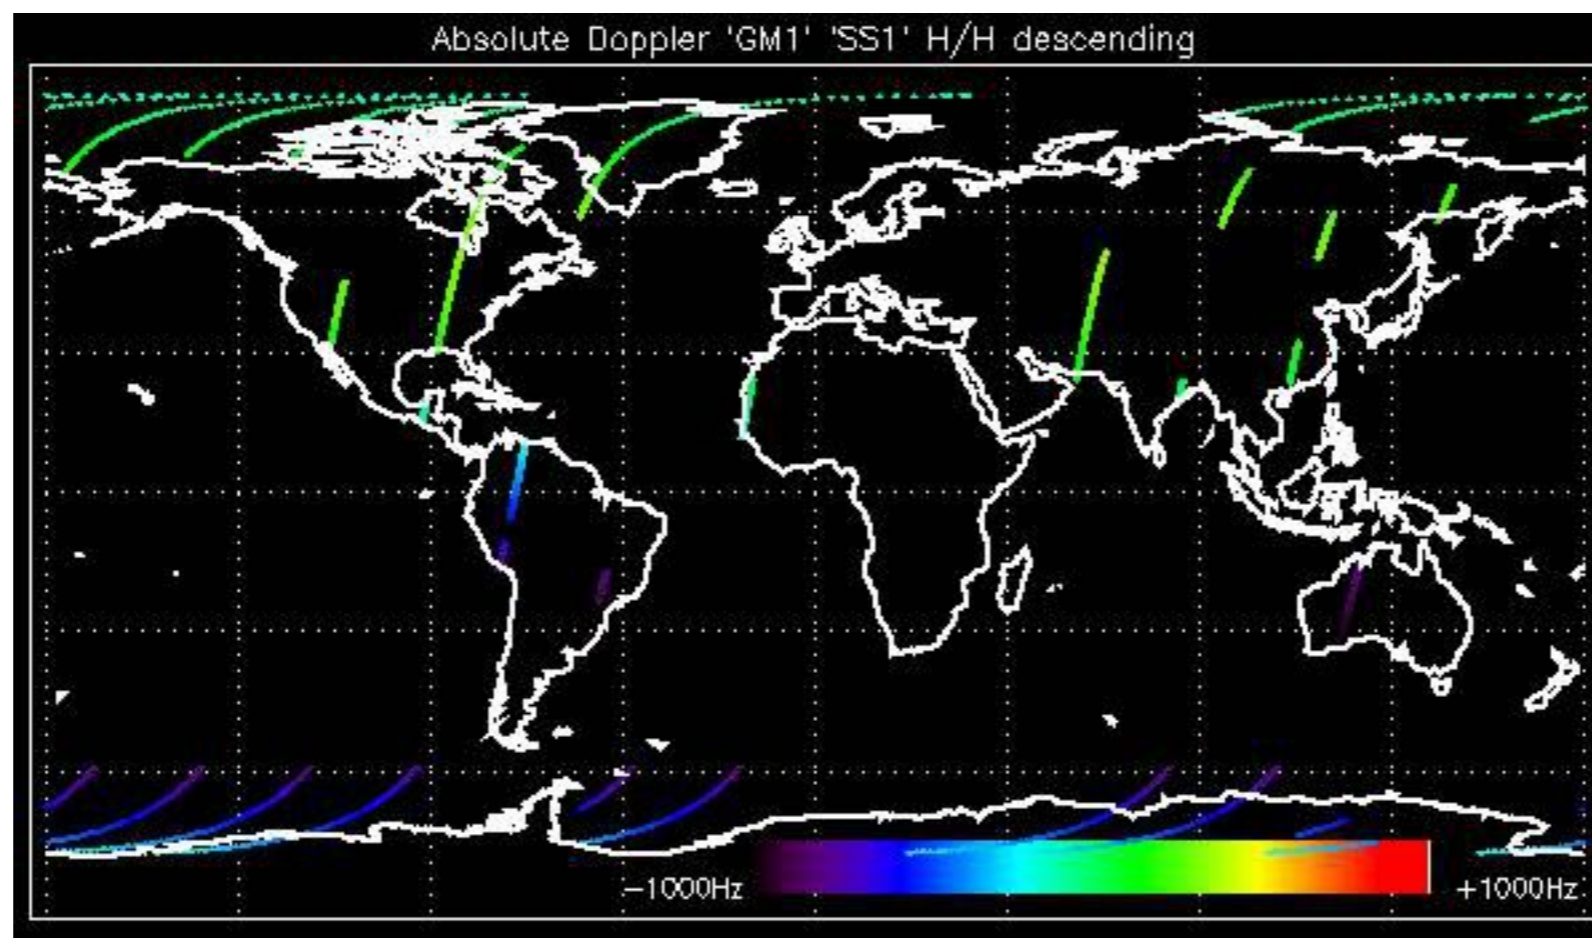 Absolute Doppler 'GM1' 'SS1' H/H descending
−1000Hz
+1000Hz